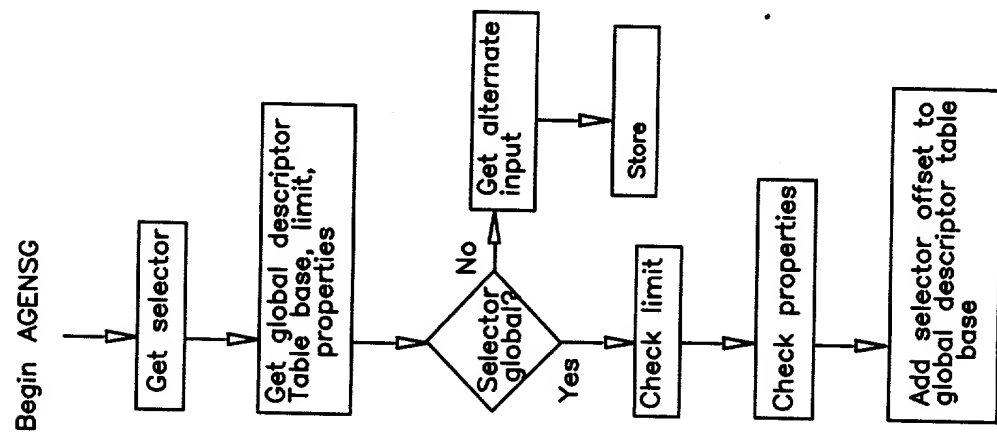 Begin AGENSG
Get selector
Get global descriptor
Table base, limit,
properties
Selector
global?
No
Get alternate
input
Store
Yes
Check limit
Check properties
Add selector offset to
global descriptor table
base